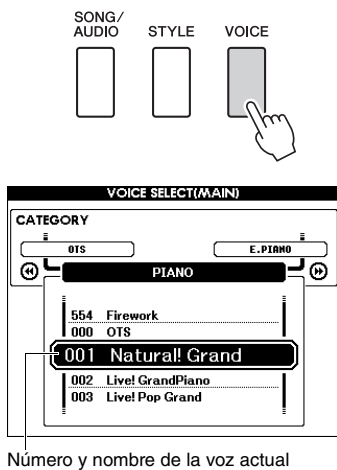 SONG/
AUDIO STYLE VOICE
VOICE SELECT(MAIN)
CATEGORY
OTS E.PIANO
PIANO
554 Firework
000 OTS
001 Natural! Grand
002 Live! GrandPiano
003 Live! Pop Grand
Número y nombre de la voz actual